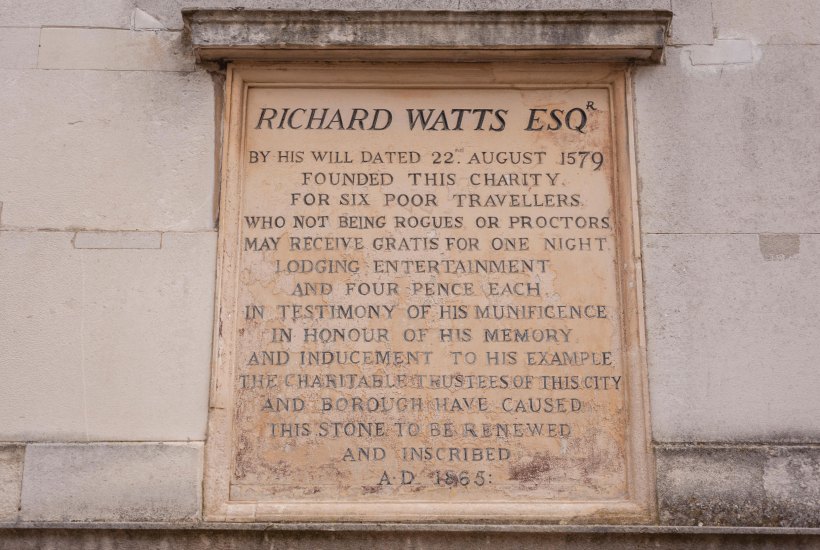 RICHARD WATTS ESQR
BY HIS WILL DATED 22ND. AUGUST 1579
FOUNDED THIS CHARITY.
FOR SIX POOR TRAVELLERS.
WHO NOT BEING ROGUES OR PROCTORS
MAY RECEIVE GRATIS FOR ONE NIGHT.
LODGING ENTERTAINMENT
AND FOUR PENCE EACH
IN TESTIMONY OF HIS MUNIFICENCE
IN HONOUR OF HIS MEMORY
AND INDUCEMENT TO HIS EXAMPLE
THE CHARITABLE TRUSTEES OF THIS CITY
AND BOROUGH HAVE CAUSED
THIS STONE TO BE RENEWED
AND INSCRIBED
A·D 1865: